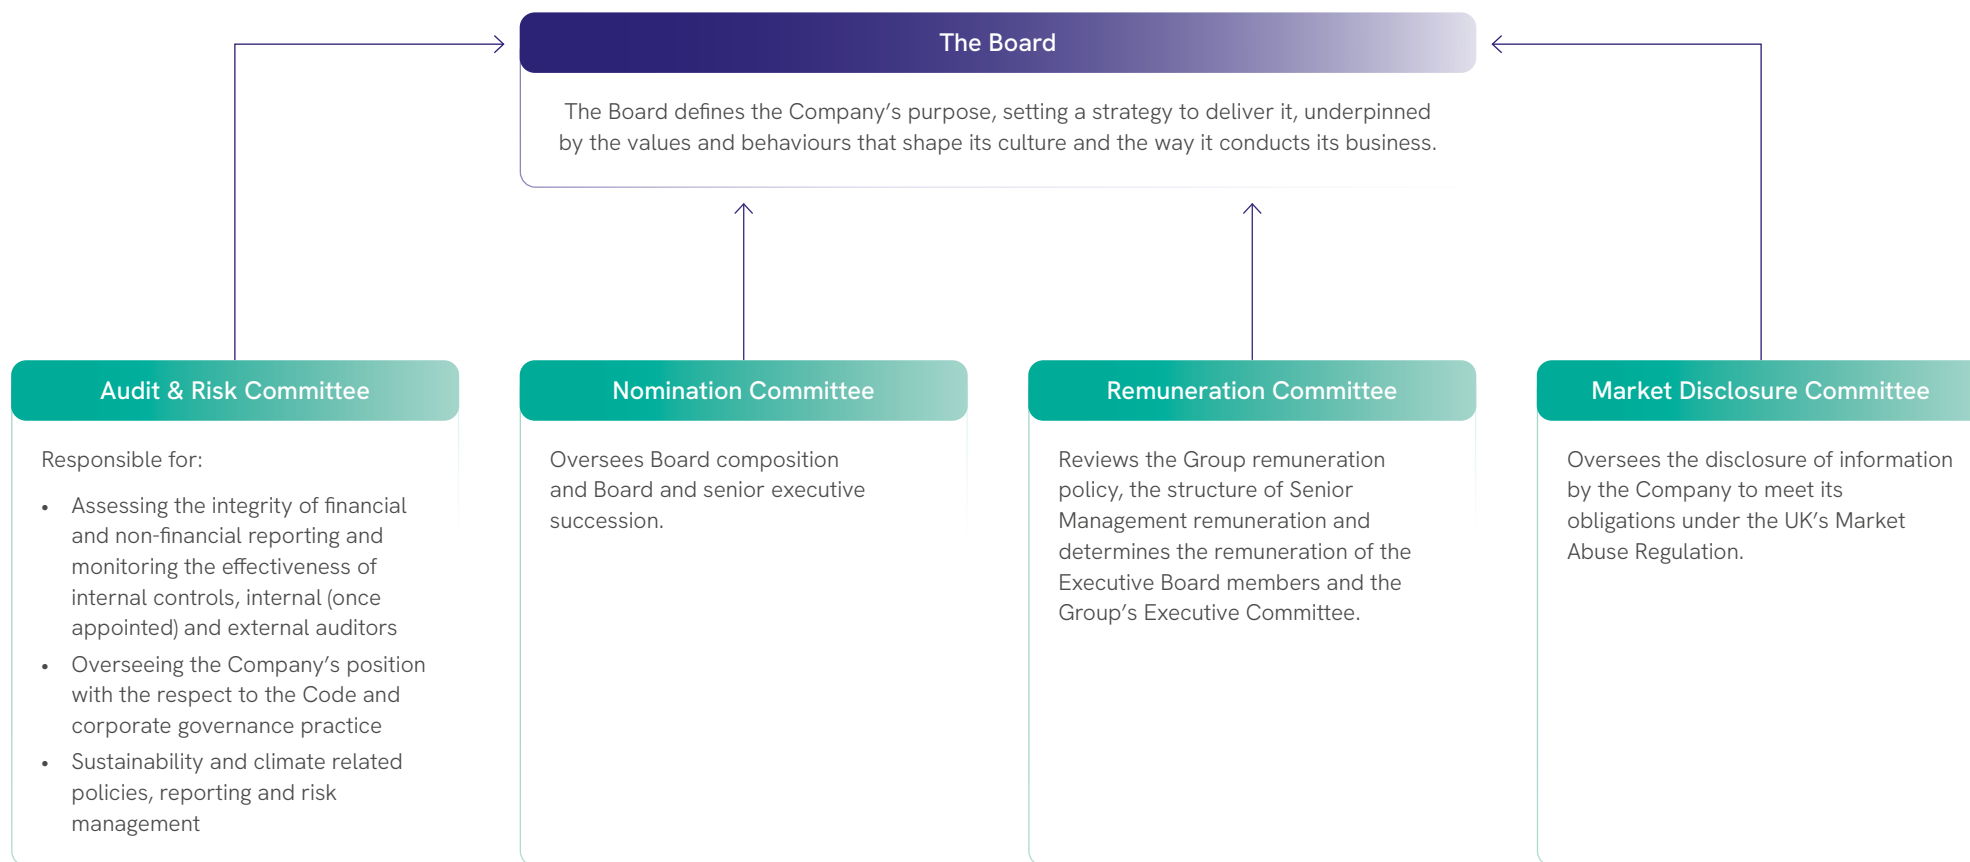 The Board
The Board defines the Company’s purpose, setting a strategy to deliver it, underpinned
by the values and behaviours that shape its culture and the way it conducts its business.
Audit & Risk Committee
Responsible for:
• Assessing the integrity of financial
and non-financial reporting and
monitoring the effectiveness of
internal controls, internal (once
appointed) and external auditors
• Overseeing the Company’s position
with the respect to the Code and
corporate governance practice
• Sustainability and climate related
policies, reporting and risk
management
Nomination Committee
Oversees Board composition
and Board and senior executive
succession.
Remuneration Committee
Reviews the Group remuneration
policy, the structure of Senior
Management remuneration and
determines the remuneration of the
Executive Board members and the
Group’s Executive Committee.
Market Disclosure Committee
Oversees the disclosure of information
by the Company to meet its
obligations under the UK’s Market
Abuse Regulation.